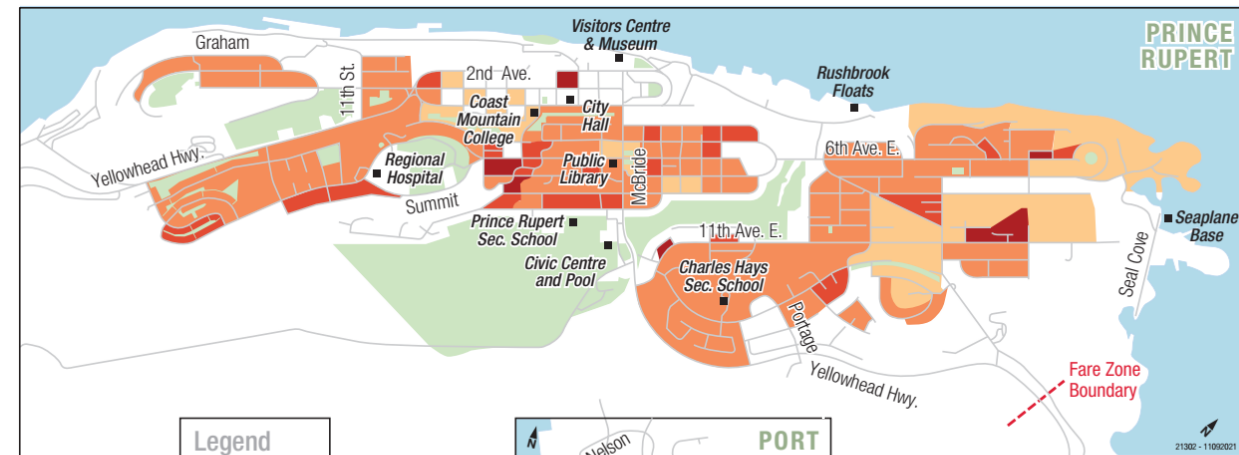 PRINCE
RUPERT
Visitors Centre
& Museum
Graham
2nd Ave.
Rushbrook
Floats
11th St.
Coast
Mountain
College
City
Hall
6th Ave. E.
Yellowhead Hwy.
Regional
Hospital
Public
Library
McBride
Summit
Prince Rupert
Sec. School
11th Ave. E.
Seaplane
Base
Civic Centre
and Pool
Charles Hays
Sec. School
Seal Cove
Portage
Yellowhead Hwy.
Fare Zone
Boundary
Legend
N
Nelson
PORT
N
21302 - 11092021